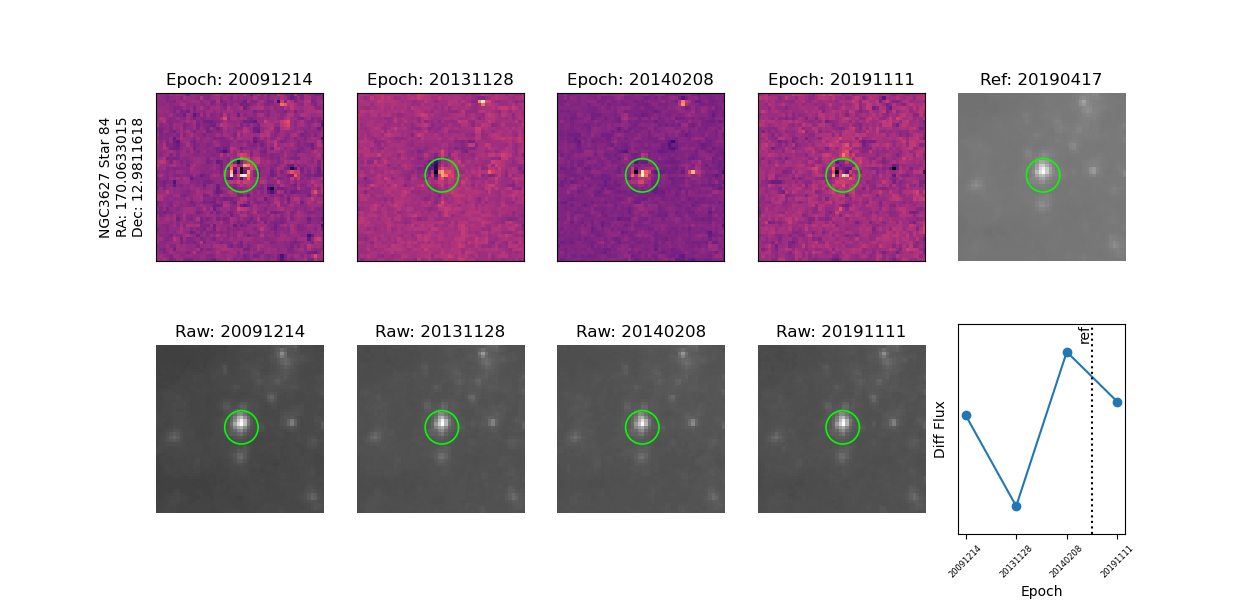 NGC3627 Star 84
RA: 170.0633015
Dec: 12.9811618
Epoch: 20091214
Epoch: 20131128
Epoch: 20140208
Epoch: 20191111
Ref: 20190417
Raw: 20091214
Raw: 20131128
Raw: 20140208
Raw: 20191111
ref
Diff Flux
20091214
20131128
20140208
20191111
Epoch